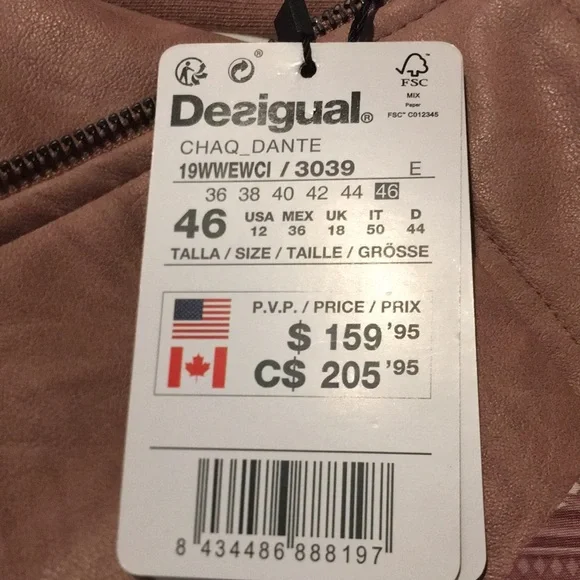 FSC
MIX
Paper
FSC™ C012345
Desigual®
CHAQ_DANTE
19WWEWCI / 3039 E
36 38 40 42 44 46
46 USA 12 MEX 36 UK 18 IT 50 D 44
TALLA / SIZE / TAILLE / GRÖSSE
P.V.P. / PRICE / PRIX
$ 159 '95
C$ 205 '95
8 434486 888197